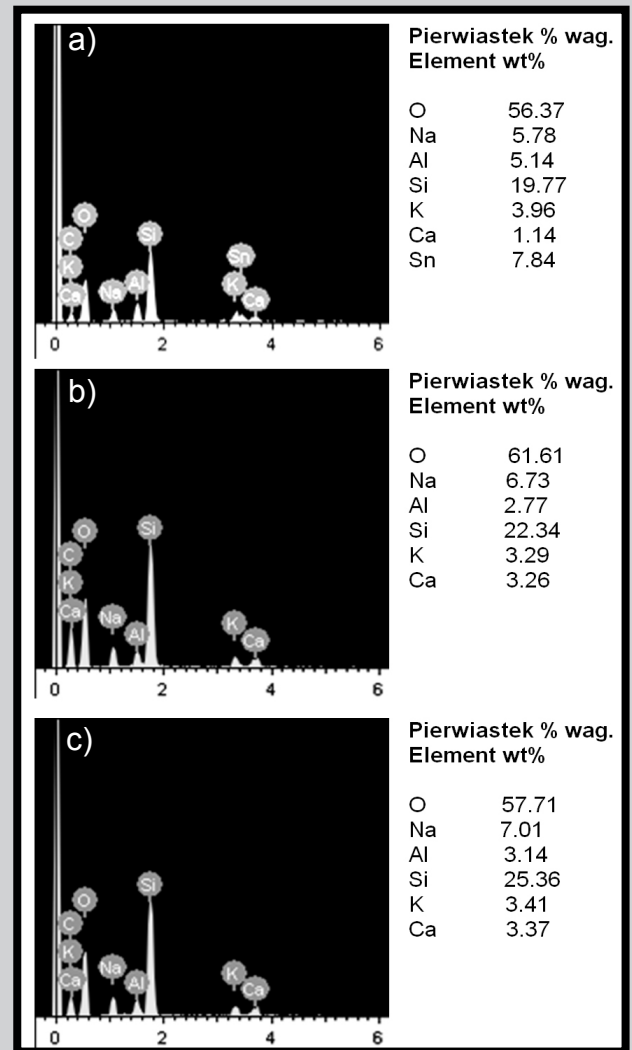 a)
Pierwiastek % wag.
Element wt%
O 56.37
Na 5.78
Al 5.14
Si 19.77
K 3.96
Ca 1.14
Sn 7.84
O
C
K
Ca
Na
Al
Si
Sn
K
Ca
0 2 4 6
b)
Pierwiastek % wag.
Element wt%
O 61.61
Na 6.73
Al 2.77
Si 22.34
K 3.29
Ca 3.26
O
C
K
Ca
Na
Al
Si
K
Ca
0 2 4 6
c)
Pierwiastek % wag.
Element wt%
O 57.71
Na 7.01
Al 3.14
Si 25.36
K 3.41
Ca 3.37
O
C
K
Ca
Na
Al
Si
K
Ca
0 2 4 6